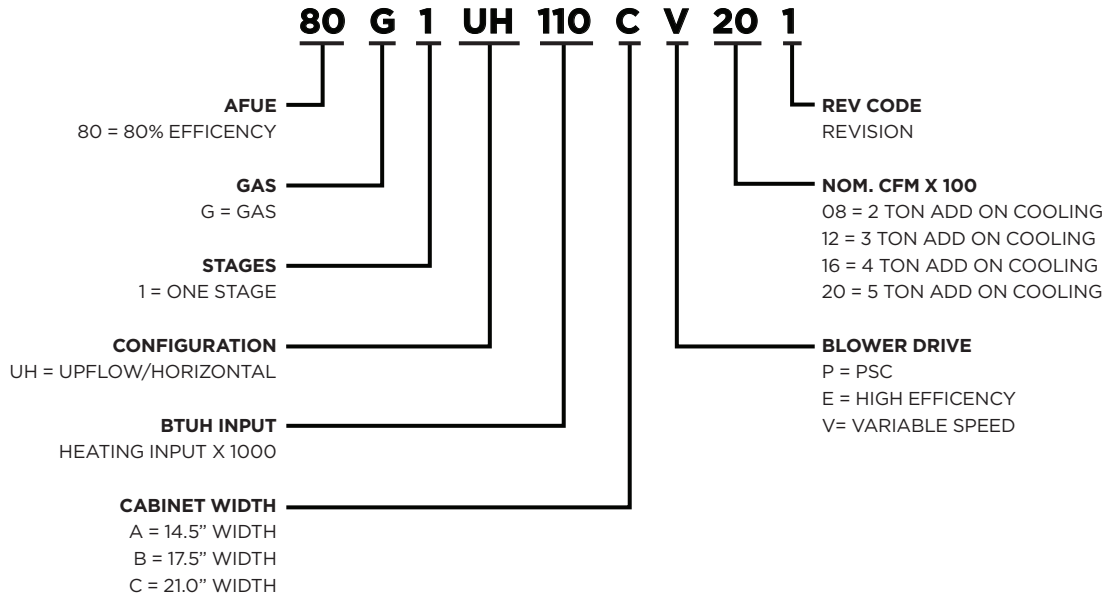 80 G 1 UH 110 C V 20 1
AFUE
80 = 80% EFFICENCY
GAS
G = GAS
STAGES
1 = ONE STAGE
CONFIGURATION
UH = UPFLOW/HORIZONTAL
BTUH INPUT
HEATING INPUT X 1000
CABINET WIDTH
A = 14.5” WIDTH
B = 17.5” WIDTH
C = 21.0” WIDTH
REV CODE
REVISION
NOM. CFM X 100
08 = 2 TON ADD ON COOLING
12 = 3 TON ADD ON COOLING
16 = 4 TON ADD ON COOLING
20 = 5 TON ADD ON COOLING
BLOWER DRIVE
P = PSC
E = HIGH EFFICENCY
V= VARIABLE SPEED